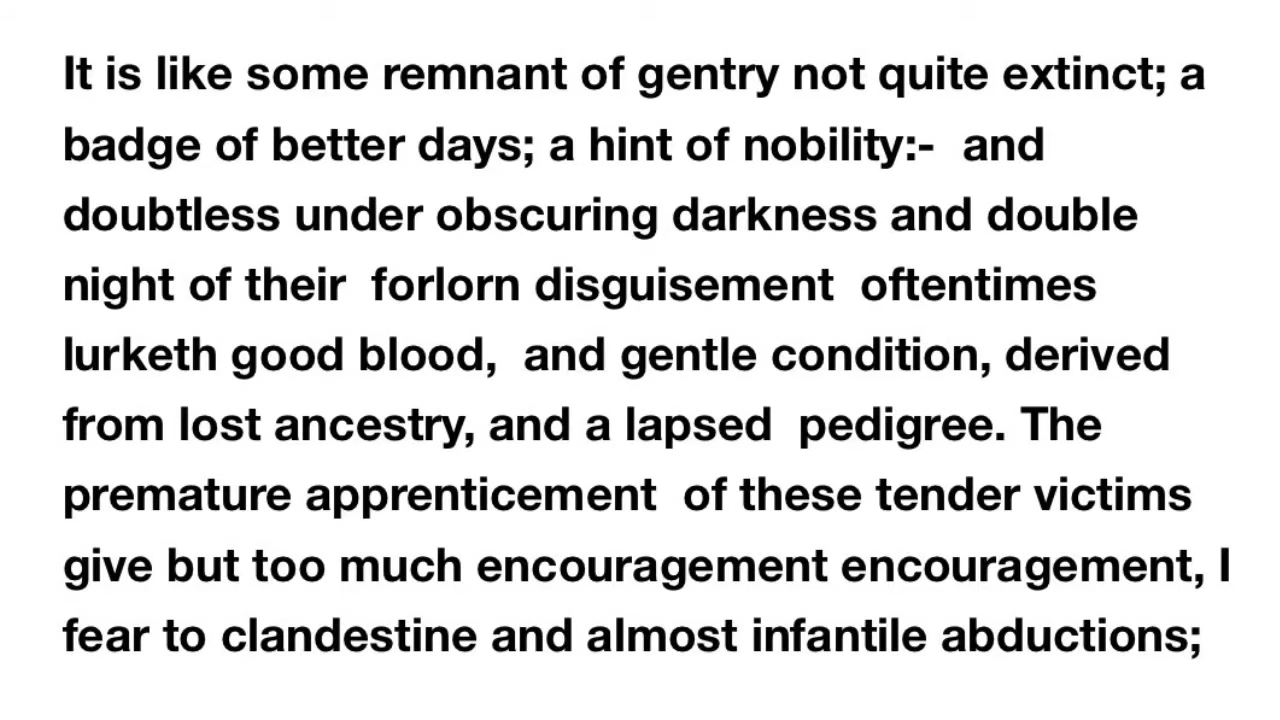 It is like some remnant of gentry not quite extinct; a
badge of better days; a hint of nobility:-  and
doubtless under obscuring darkness and double
night of their  forlorn disguisement  oftentimes
lurketh good blood,  and gentle condition, derived
from lost ancestry, and a lapsed  pedigree. The
premature apprenticement  of these tender victims
give but too much encouragement encouragement, I
fear to clandestine and almost infantile abductions;